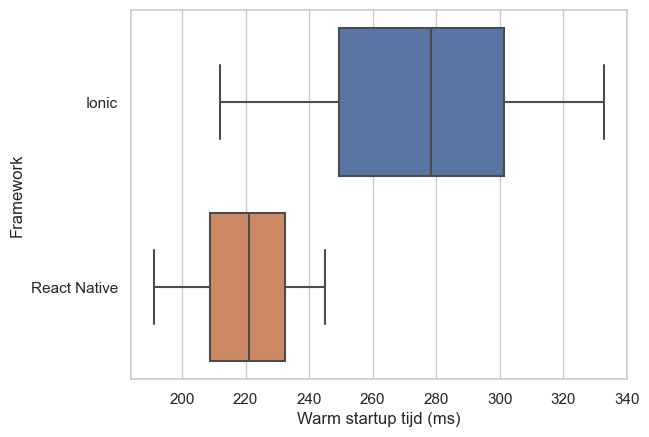 Ionic
React Native
Framework
200 220 240 260 280 300 320 340
Warm startup tijd (ms)